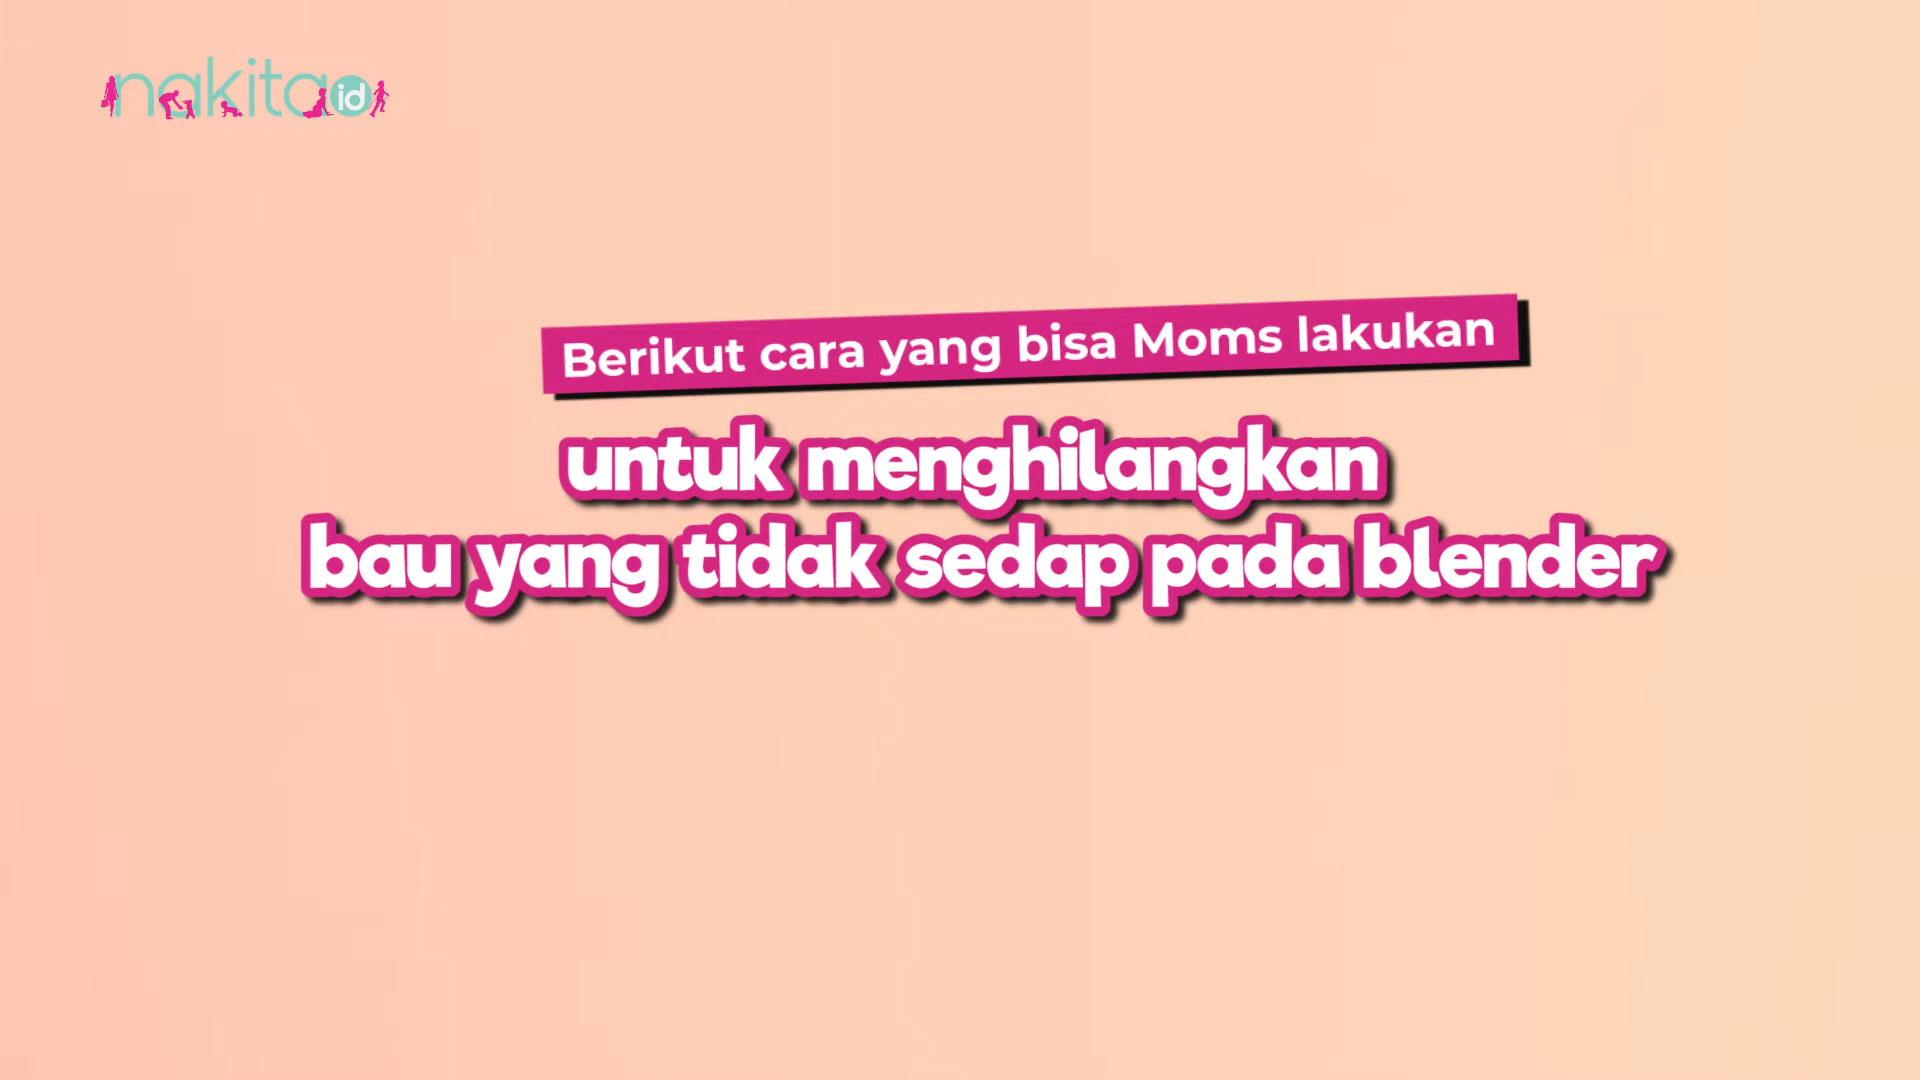 nakita id
Berikut cara yang bisa Moms lakukan
untuk menghilangkan
bau yang tidak sedap pada blender